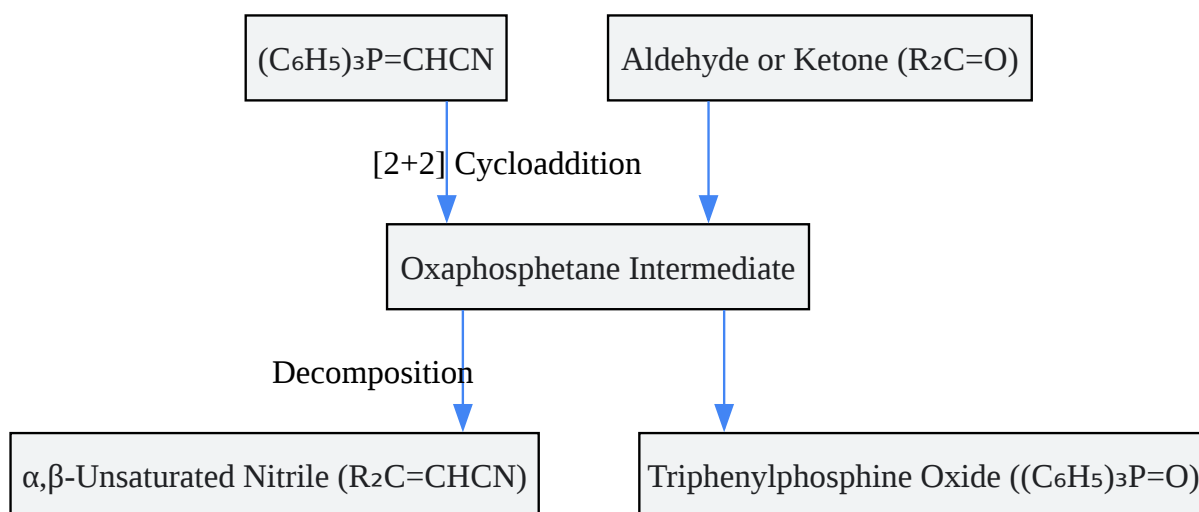 (C₆H₅)₃P=CHCN
Aldehyde or Ketone (R₂C=O)
[2+2] Cycloaddition
Oxaphosphetane Intermediate
Decomposition
α,β-Unsaturated Nitrile (R₂C=CHCN)
Triphenylphosphine Oxide ((C₆H₅)₃P=O)